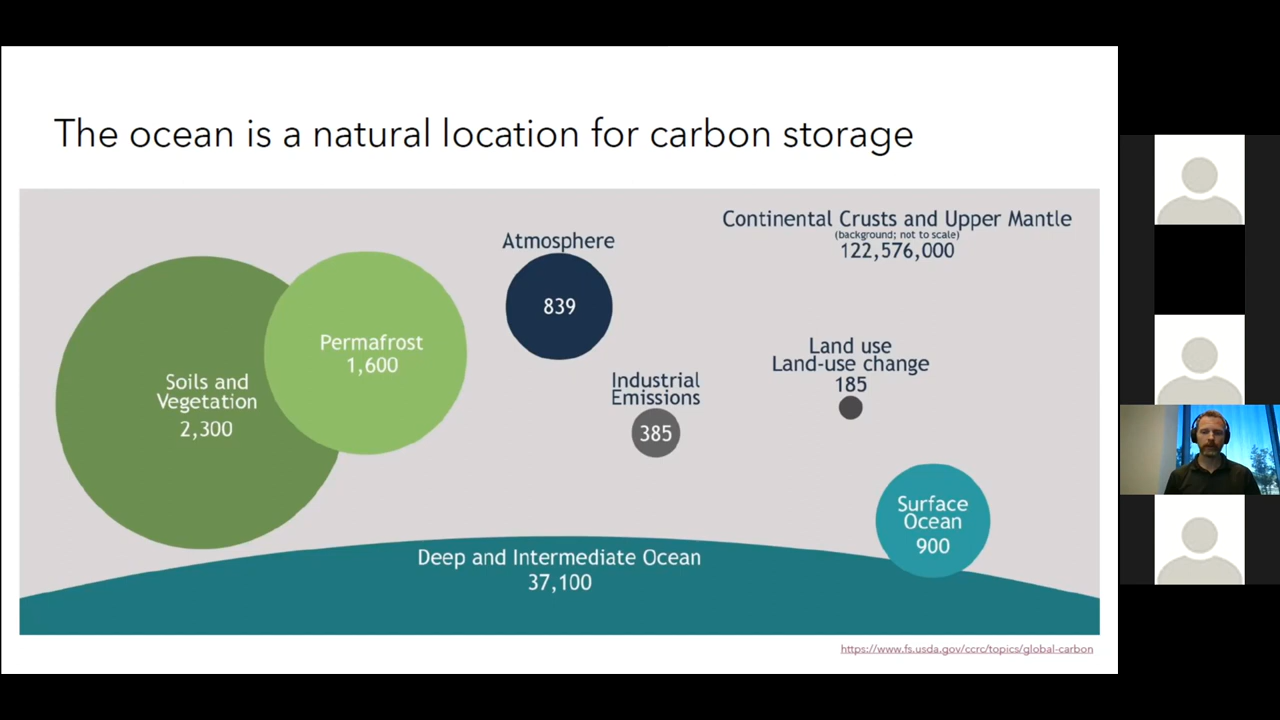 The ocean is a natural location for carbon storage
Continental Crusts and Upper Mantle
(background; not to scale)
122,576,000
Atmosphere
839
Permafrost
1,600
Soils and
Vegetation
2,300
Industrial
Emissions
385
Land use
Land-use change
185
Surface
Ocean
900
Deep and Intermediate Ocean
37,100
https://www.fs.usda.gov/ccrc/topics/global-carbon